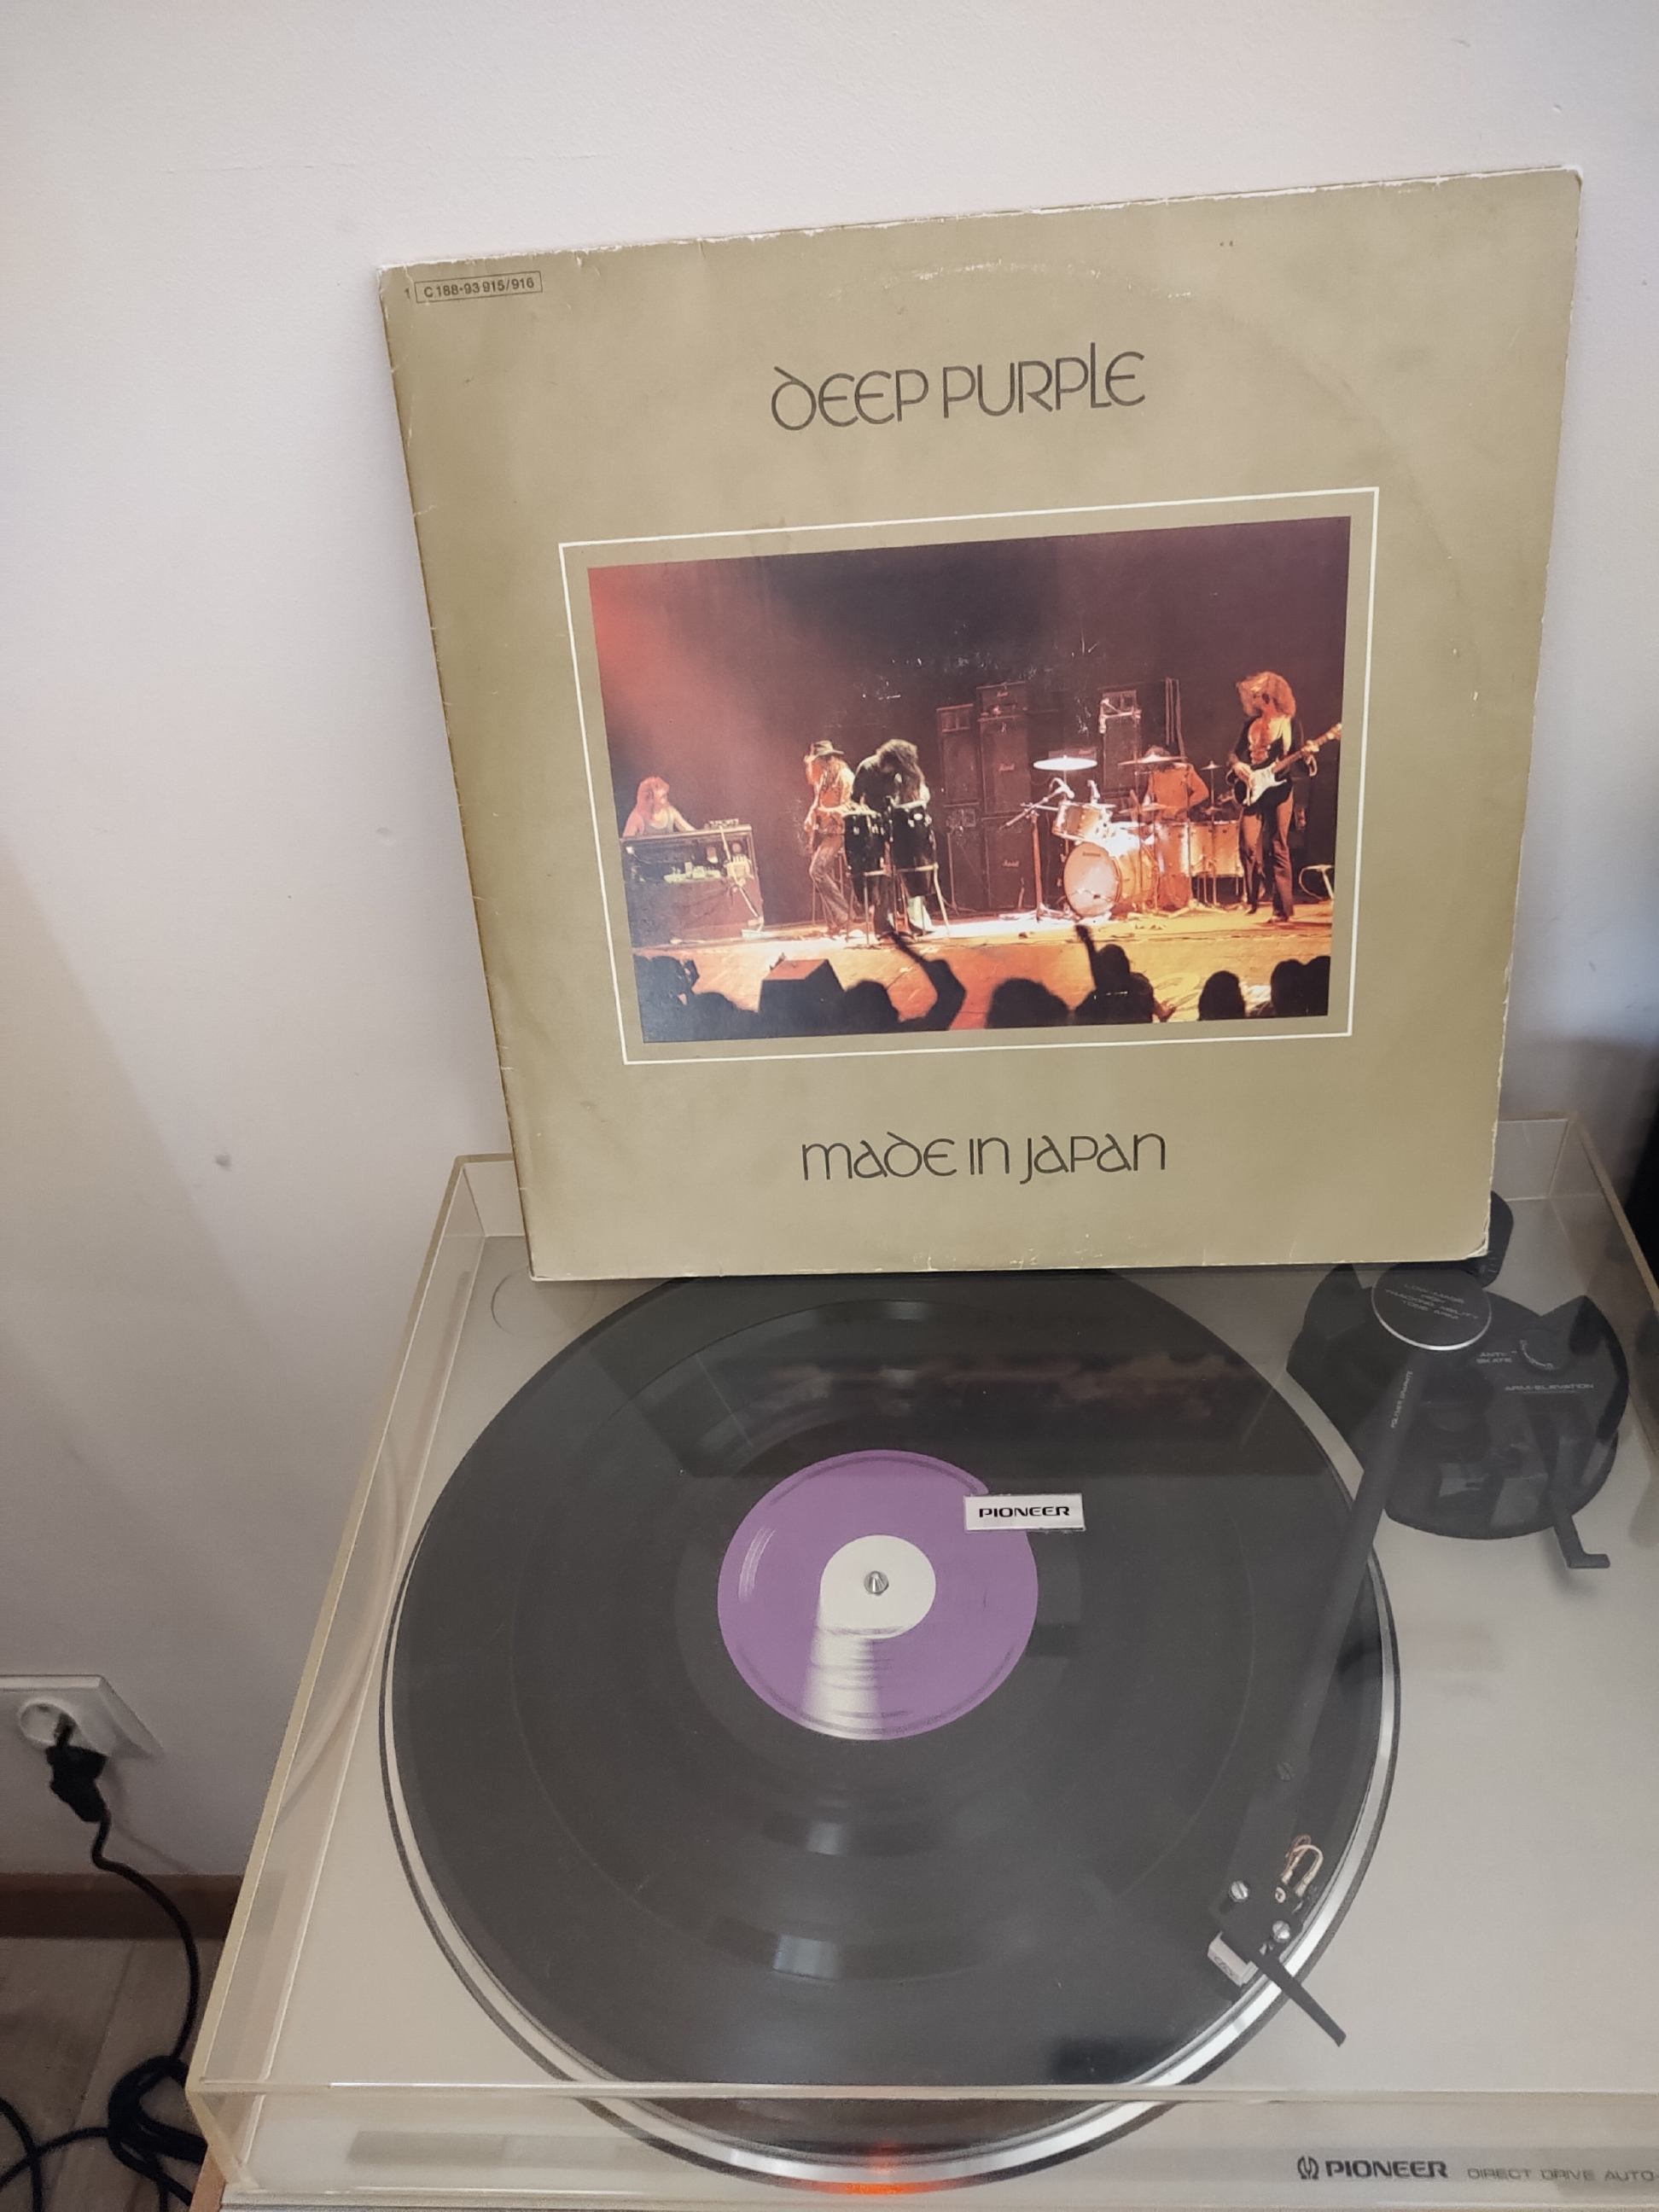 1 C 188-93 915/916
DEEP PURPLE
MADE IN JAPAN
ANTI-
SKATE
ARM-ELEVATION
PIONEER
PIONEER DIRECT DRIVE AUTO-